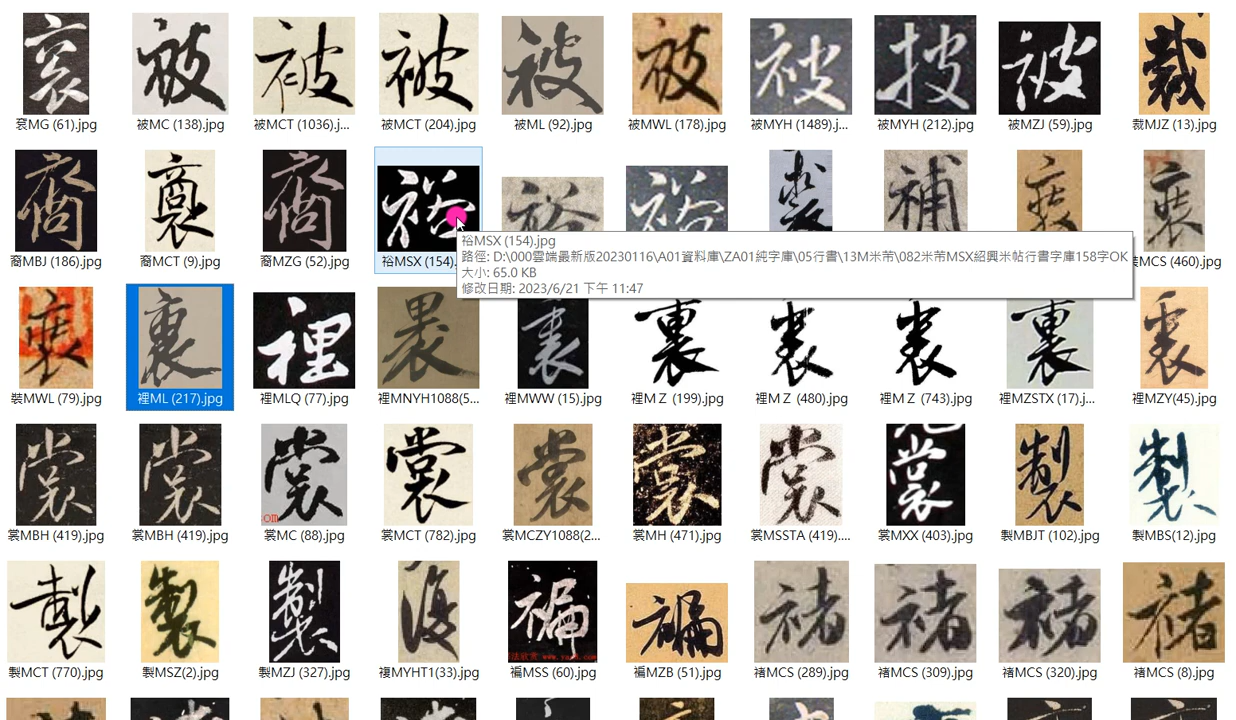 袞MG (61).jpg
被MC (138).jpg
被MCT (1036).j...
被MCT (204).jpg
被ML (92).jpg
被MWL (178).jpg
被MYH (1489).j...
被MYH (212).jpg
被MZJ (59).jpg
裁MJZ (13).jpg
裔MBJ (186).jpg
裔MCT (9).jpg
裔MZG (52).jpg
裕MSX (154).
裕MSX (154).jpg
路徑: D:\000雲端最新版20230116\A01資料庫\ZA01純字庫\05行書\13M米芾\082米芾MSX紹興米帖行書字庫158字OK
大小: 65.0 KB
修改日期: 2023/6/21 下午 11:47
MCS (460).jpg
裝MWL (79).jpg
裡ML (217).jpg
裡MLQ (77).jpg
裡MNYH1088(5...
裡MWW (15).jpg
裡M Z (199).jpg
裡M Z (480).jpg
裡M Z (743).jpg
裡MZSTX (17).j...
裡MZY(45).jpg
裳MBH (419).jpg
裳MBH (419).jpg
裳MC (88).jpg
裳MCT (782).jpg
裳MCZY1088(2...
裳MH (471).jpg
裳MSSTA (419)....
裳MXX (403).jpg
製MBJT (102).jpg
製MBS(12).jpg
製MCT (770).jpg
製MSZ(2).jpg
製MZJ (327).jpg
複MYHT1(33).jpg
褊MSS (60).jpg
褊MZB (51).jpg
褚MCS (289).jpg
褚MCS (309).jpg
褚MCS (320).jpg
褚MCS (8).jpg